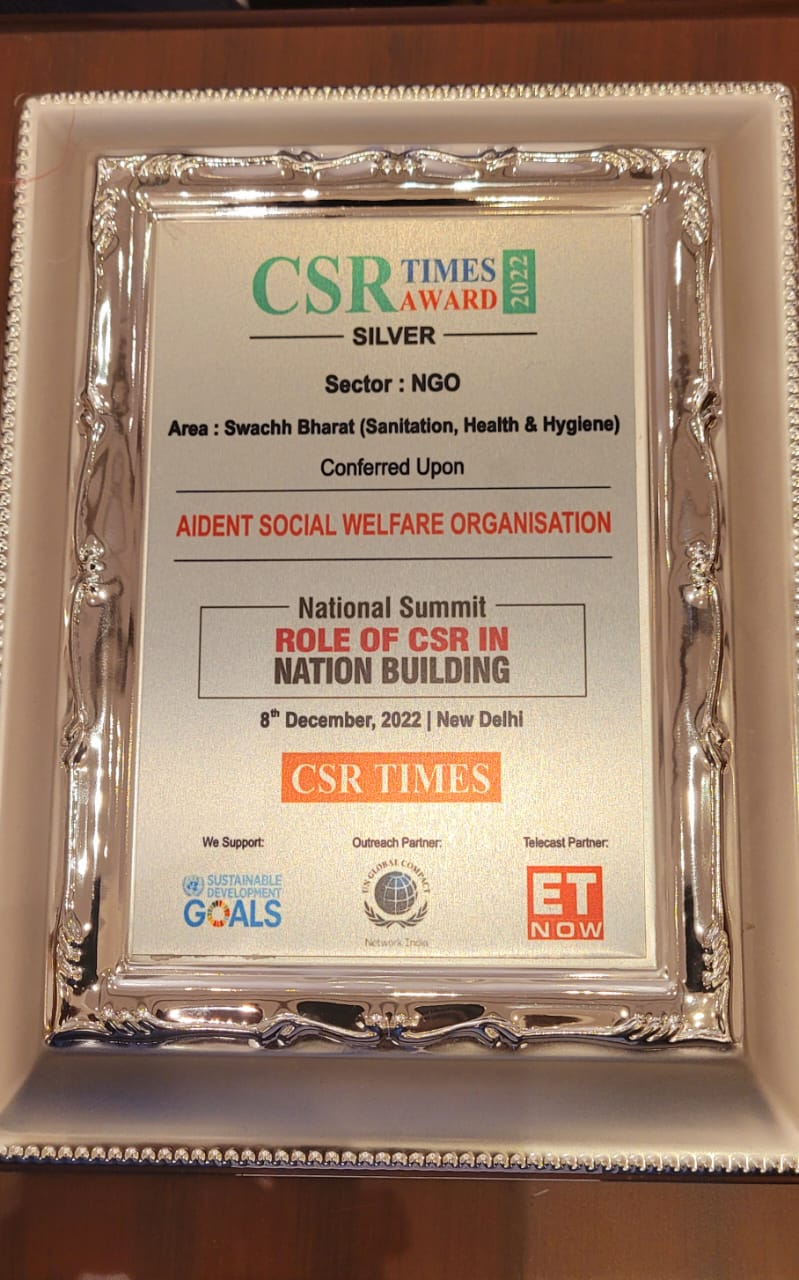 CSR TIMES AWARD 2022
SILVER
Sector : NGO
Area : Swachh Bharat (Sanitation, Health & Hygiene)
Conferred Upon
AIDENT SOCIAL WELFARE ORGANISATION
National Summit
ROLE OF CSR IN
NATION BUILDING
8th December, 2022 | New Delhi
CSR TIMES
We Support:
Outreach Partner:
Telecast Partner:
SUSTAINABLE
DEVELOPMENT
GOALS
UN GLOBAL COMPACT
Network India
ET
NOW